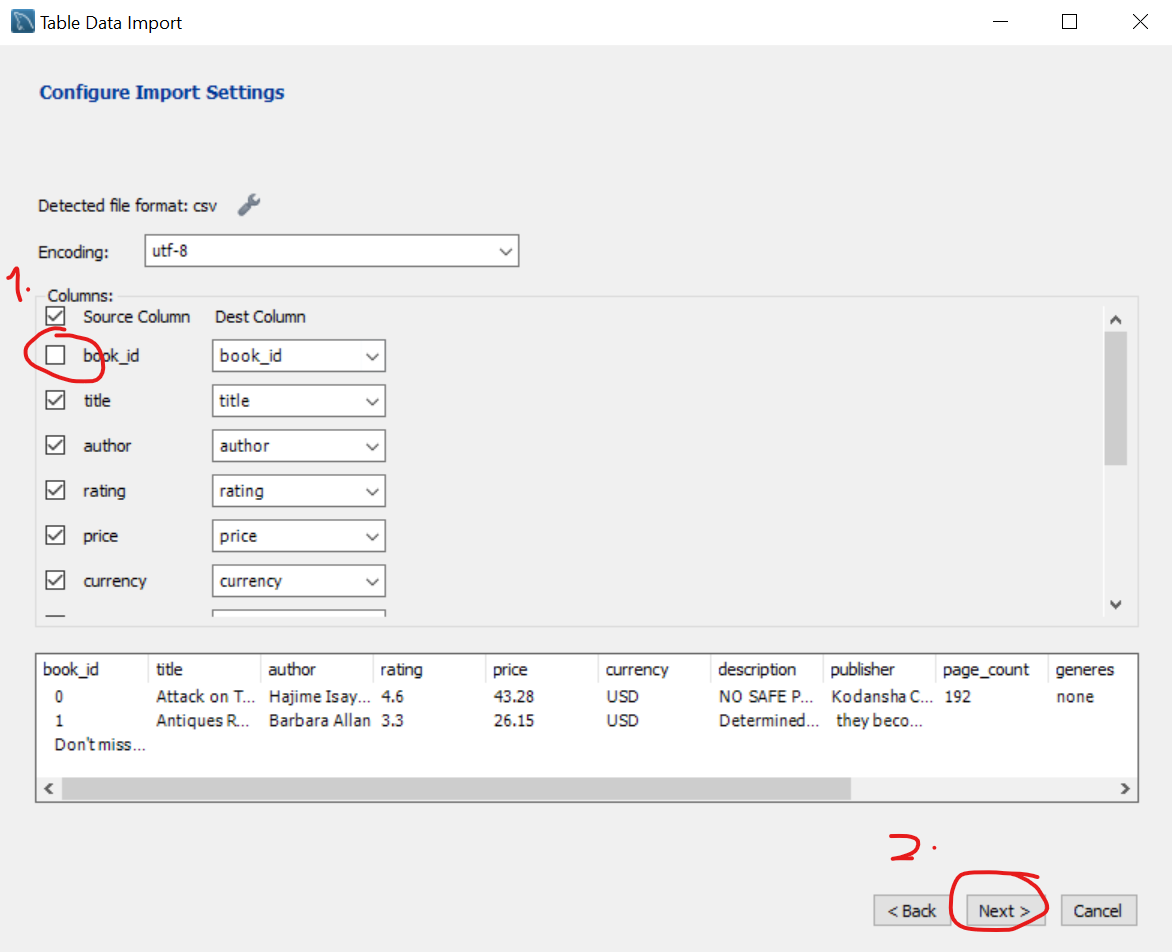 Table Data Import
Configure Import Settings
Detected file format: csv
Encoding: utf-8
1.
Columns:
Source Column Dest Column
book_id book_id
title title
author author
rating rating
price price
currency currency
book_id title author rating price currency description publisher page_count generes
0 Attack on T... Hajime Isay... 4.6 43.28 USD NO SAFE P... Kodansha C... 192 none
1 Antiques R... Barbara Allan 3.3 26.15 USD Determined... they beco...
Don't miss...
2.
< Back Next > Cancel